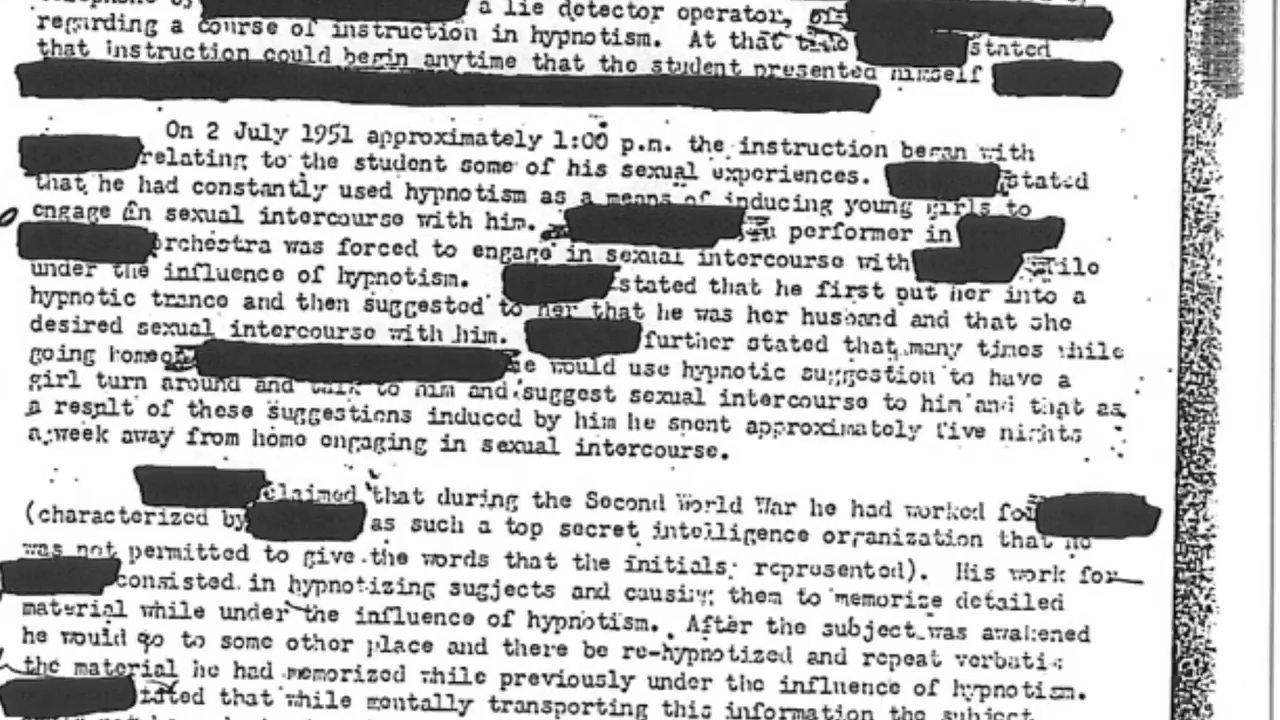 a lie detector operator,
regarding a course of instruction in hypnotism. At that time stated
that instruction could begin anytime that the student presented himself
On 2 July 1951 approximately 1:00 p.m. the instruction began with
relating to the student some of his sexual experiences. stated
that he had constantly used hypnotism as a means of inducing young girls to
engage in sexual intercourse with him. performer in
orchestra was forced to engage in sexual intercourse with while
under the influence of hypnotism. stated that he first put her into a
hypnotic trance and then suggested to her that he was her husband and that she
desired sexual intercourse with him. further stated that many times while
going home he would use hypnotic suggestion to have a
girl turn around and talk to him and suggest sexual intercourse to him and that as
a result of these suggestions induced by him he spent approximately five nights
a week away from home engaging in sexual intercourse.
claimed that during the Second World War he had worked for
(characterized by as such a top secret intelligence organization that he
was not permitted to give the words that the initials represented). His work for
consisted in hypnotizing sugjects and causing them to memorize detailed
material while under the influence of hypnotism. After the subject was awakened
he would go to some other place and there be re-hypnotized and repeat verbatim
the material he had memorized while previously under the influence of hypnotism.
stated that while mentally transporting this information the subject